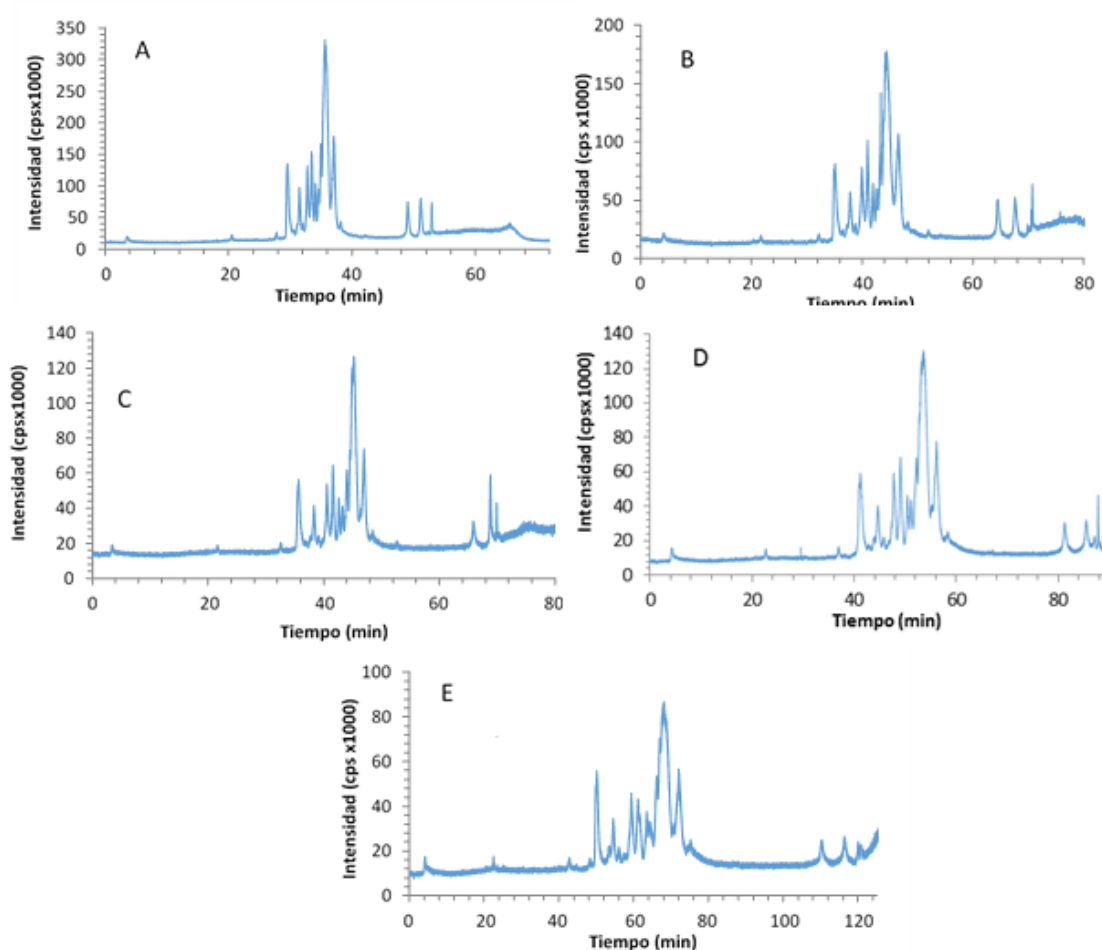 A
Intensidad (cpsx1000)
350
300
250
200
150
100
50
0
0 20 40 60
Tiempo (min)
B
Intensidad (cps x1000)
200
150
100
50
0
0 20 40 60 80
Tiempo (min)
C
Intensidad (cpsx1000)
140
120
100
80
60
40
20
0
0 20 40 60 80
Tiempo (min)
D
Intensidad (cpsx1000)
140
120
100
80
60
40
20
0
0 20 40 60 80
Tiempo (min)
E
Intensidad (cps x1000)
100
80
60
40
20
0
0 20 40 60 80 100 120
Tiempo (min)